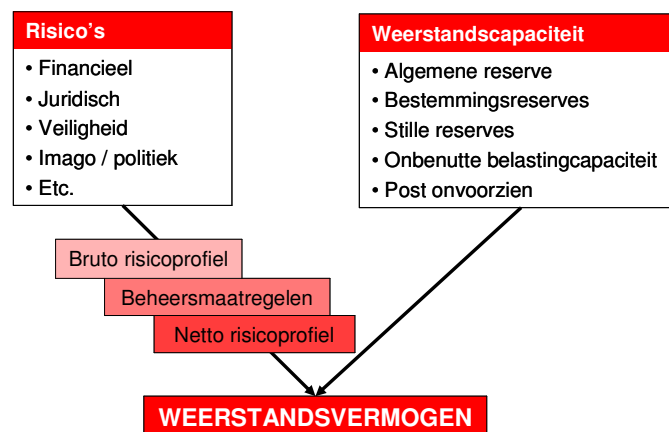 Risico's
• Financieel
• Juridisch
• Veiligheid
• Imago / politiek
• Etc.
Weerstandscapaciteit
• Algemene reserve
• Bestemmingsreserves
• Stille reserves
• Onbenutte belastingcapaciteit
• Post onvoorzien
Bruto risicoprofiel
Beheersmaatregelen
Netto risicoprofiel
WEERSTANDSVERMOGEN